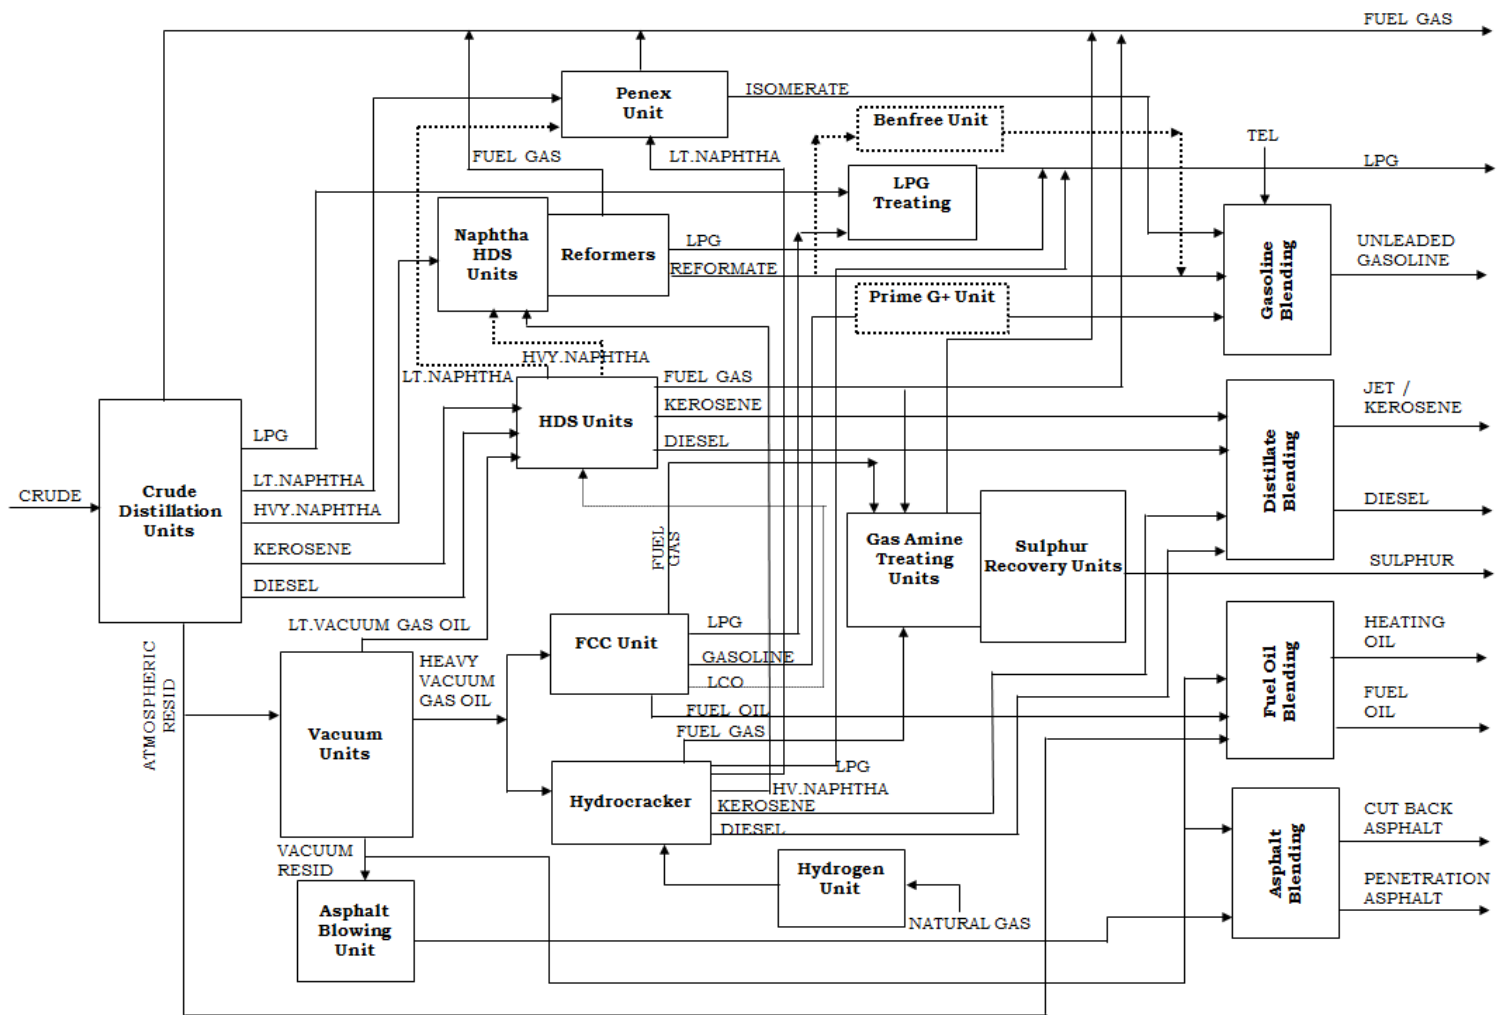 FUEL GAS
Penex
Unit
ISOMERATE
Benfree Unit
TEL
FUEL GAS
LT.NAPHTHA
LPG
LPG
Treating
Naphtha
HDS
Units
Reformers
LPG
REFORMATE
Prime G+ Unit
Gasoline
Blending
UNLEADED
GASOLINE
HVY.NAPHTHA
LT.NAPHTHA
FUEL GAS
KEROSENE
HDS Units
DIESEL
Distillate
Blending
JET /
KEROSENE
DIESEL
CRUDE
Crude
Distillation
Units
LPG
LT.NAPHTHA
HVY.NAPHTHA
KEROSENE
DIESEL
FUEL
GAS
Gas Amine
Treating
Units
Sulphur
Recovery Units
SULPHUR
LT.VACUUM GAS OIL
ATMOSPHERIC
RESID
HEAVY
VACUUM
GAS OIL
Vacuum
Units
FCC Unit
LPG
GASOLINE
LCO
FUEL OIL
FUEL GAS
Fuel Oil
Blending
HEATING
OIL
FUEL
OIL
Hydrocracker
LPG
HV.NAPHTHA
KEROSENE
DIESEL
VACUUM
RESID
Hydrogen
Unit
NATURAL GAS
Asphalt
Blowing
Unit
Asphalt
Blending
CUT BACK
ASPHALT
PENETRATION
ASPHALT